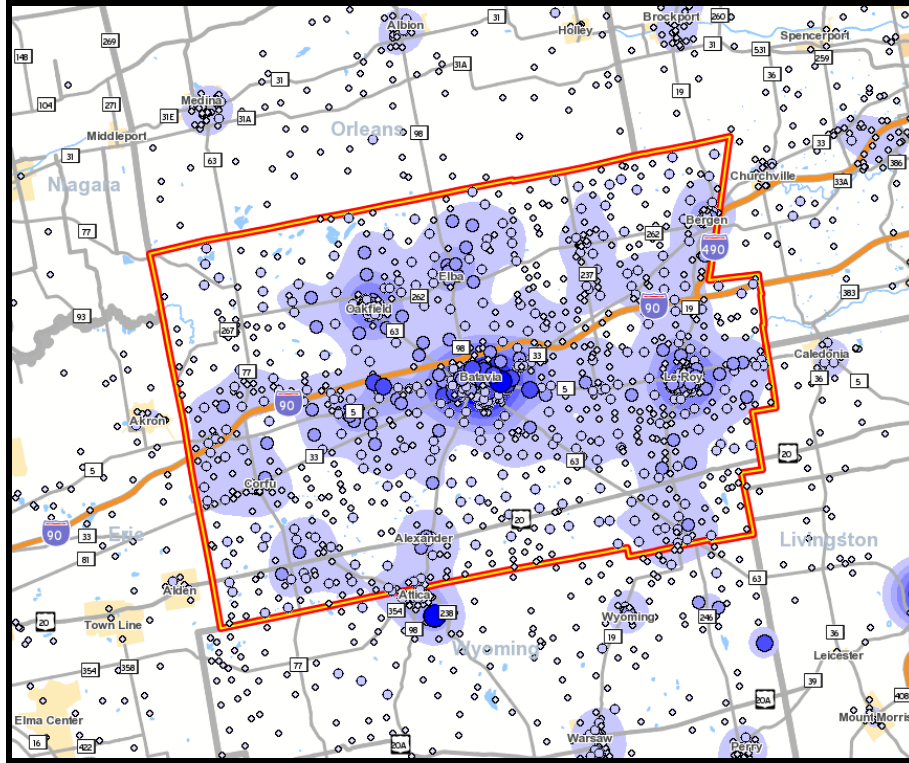 31
260
Brockport
Albion
Holley
Spencerport
269
31
531
259
148
31A
36
31
19
104
271
Medina
31E
31A
Middleport
Orleans
98
33
386
31
63
Churchville
33A
Niagara
Bergen
77
262
490
Elba
237
383
262
90
19
93
Oakfield
267
63
98
33
Caledonia
77
Batavia
Le Roy
36
5
5
90
5
Akron
33
20
5
63
Corfu
20
90
33
Erie
Alexander
Livingston
81
63
Alden
Attica
20
354
238
Town Line
98
Wyoming
246
36
19
Wyoming
354
358
77
Leicester
39
20A
408
Elma Center
Mount Morris
16
422
20A
Warsaw
Perry